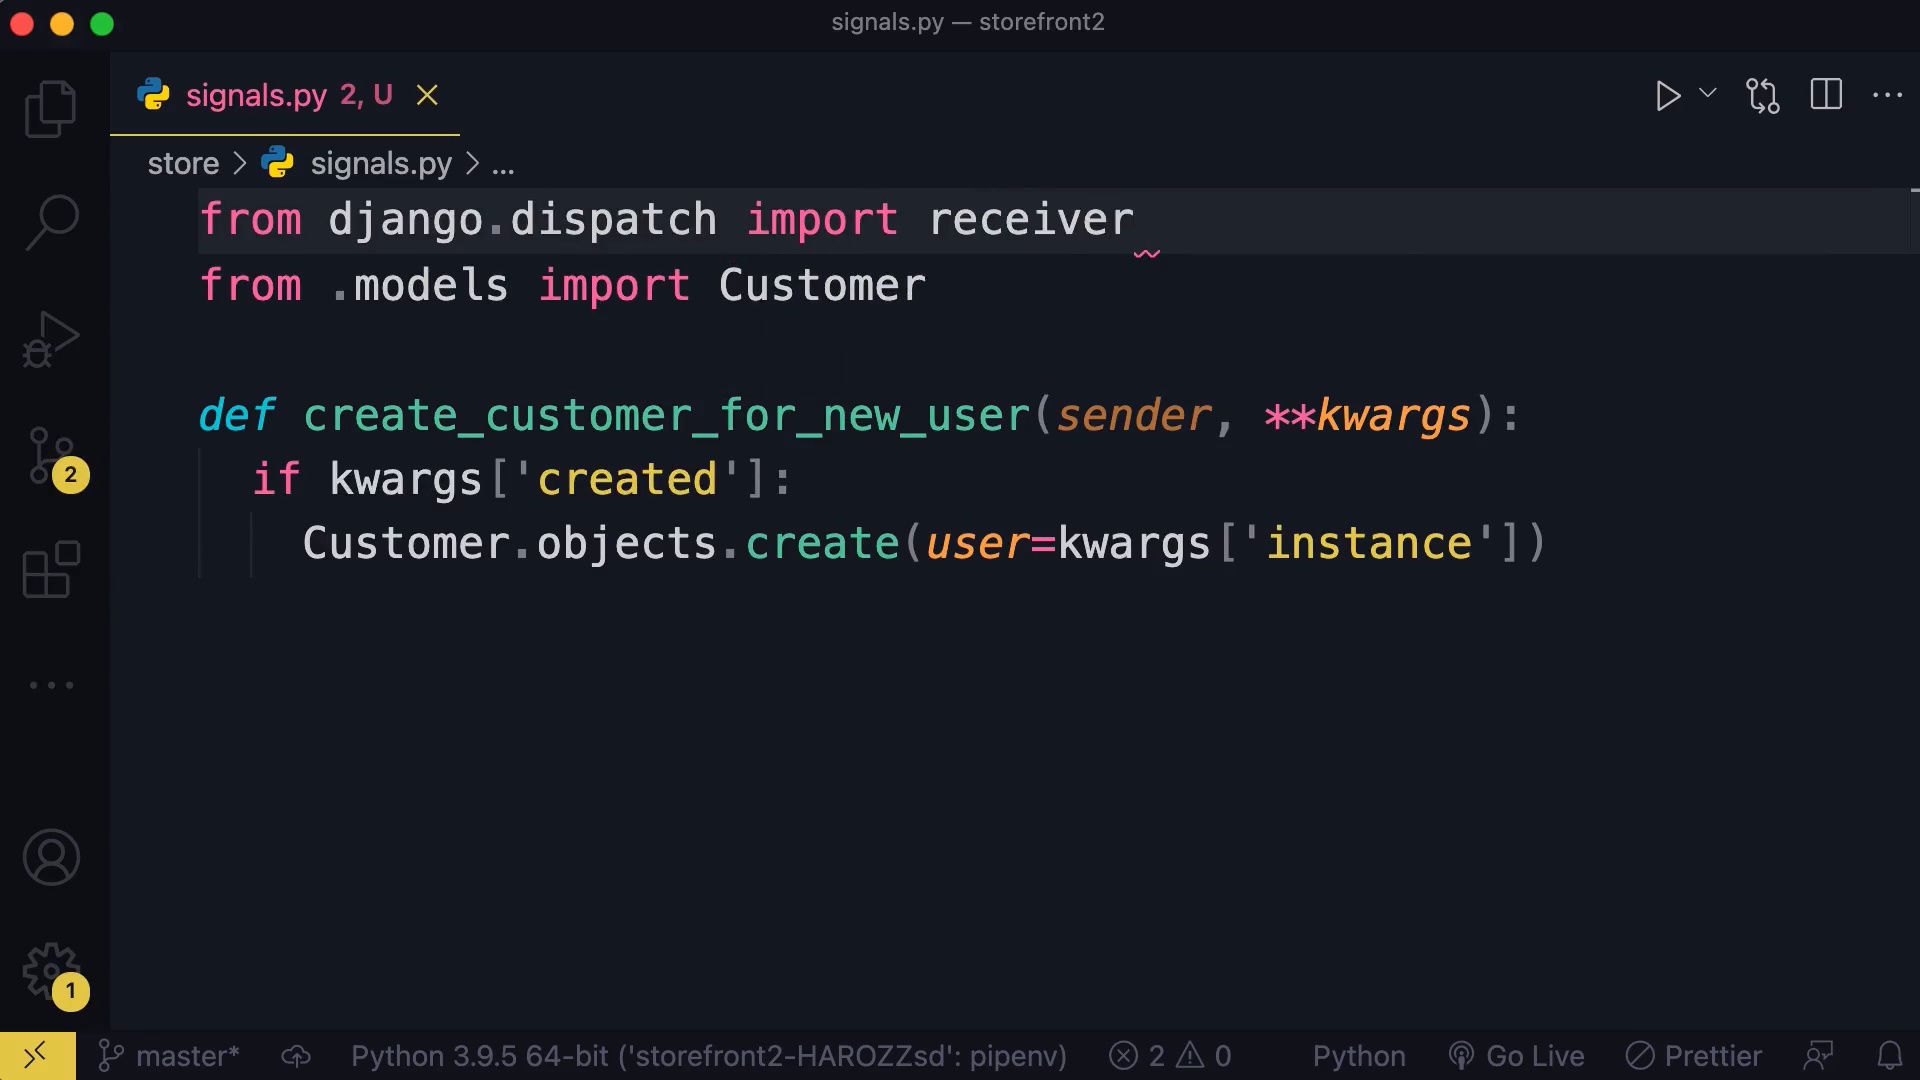 signals.py — storefront2
signals.py 2, U
store > signals.py > ...
from django.dispatch import receiver
from .models import Customer
def create_customer_for_new_user(sender, **kwargs):
if kwargs['created']:
Customer.objects.create(user=kwargs['instance'])
2
1
master* Python 3.9.5 64-bit ('storefront2-HAROZZsd': pipenv) 2 0 Python Go Live Prettier